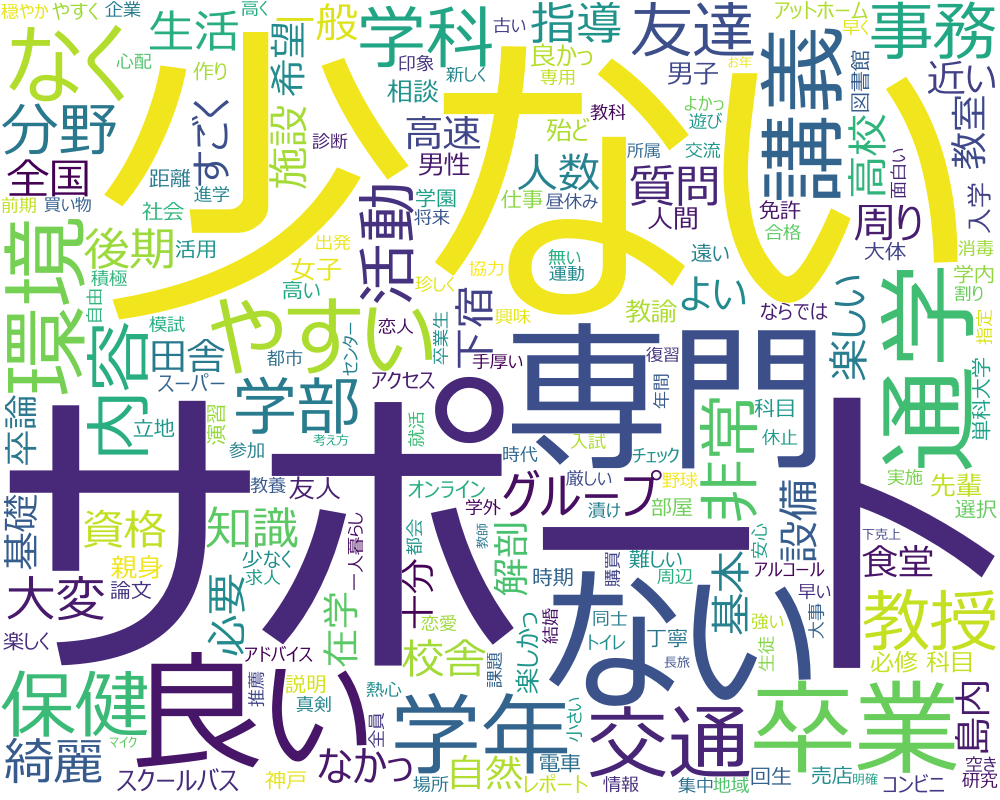 穏やか
やすく
企業
高く
一般
学科
古い
指導
友達
アットホーム
早く
事務
なく
心配
生活
作り
希望
印象
新しく
良かっ
専用
男子
お年
講義
図書館
近い
少ない
分野
すごく
施設
診断
相談
高速
教科
殆ど
よかっ
遊び
交流
所属
高校
面白い
教室
全国
距離
進学
男性
学園
将来
人数
仕事
昼休み
質問
人間
免許
合格
周り
大体
入学
前期
買い物
社会
活用
活動
出発
女子
高い
協力
珍しく
無い
運動
遠い
教諭
よい
ならでは
楽しい
通学
消毒
学内
割り
指定
環境
後期
積極
自由
模試
内容
田舎
スーパー
やすい
都市
センター
恋人
卒業生
下宿
興味
手厚い
専門
復習
年間
単科大学
卒論
立地
演習
学部
参加
考え方
アクセス
就活
時代
入試
厳しい
チェック
非常
科目
休止
実施
先輩
選択
サポート
基礎
資格
親身
論文
知識
教養
友人
少なく
求人
一人暮らし
オンライン
都会
学外
教師
グループ
漬け
野球
部屋
購買
難しい
周辺
安心
設備
アルコール
下克上
食堂
大変
楽しく
必要
在学
十分
恋愛
解剖
時期
結婚
同士
トイレ
丁寧
長旅
基本
強い
生徒
早い
大事
教授
必修 科目
保健
良い
アドバイス
推薦
説明
真剣
熱心
全員
校舎
課題
楽しかっ
小さい
ない
卒業
島内
綺麗
マイク
スクールバス
神戸
なかっ
学年
場所
自然
電車
レポート
交通
情報
集中
地域
回生
売店
明確
コンビニ
空き
研究